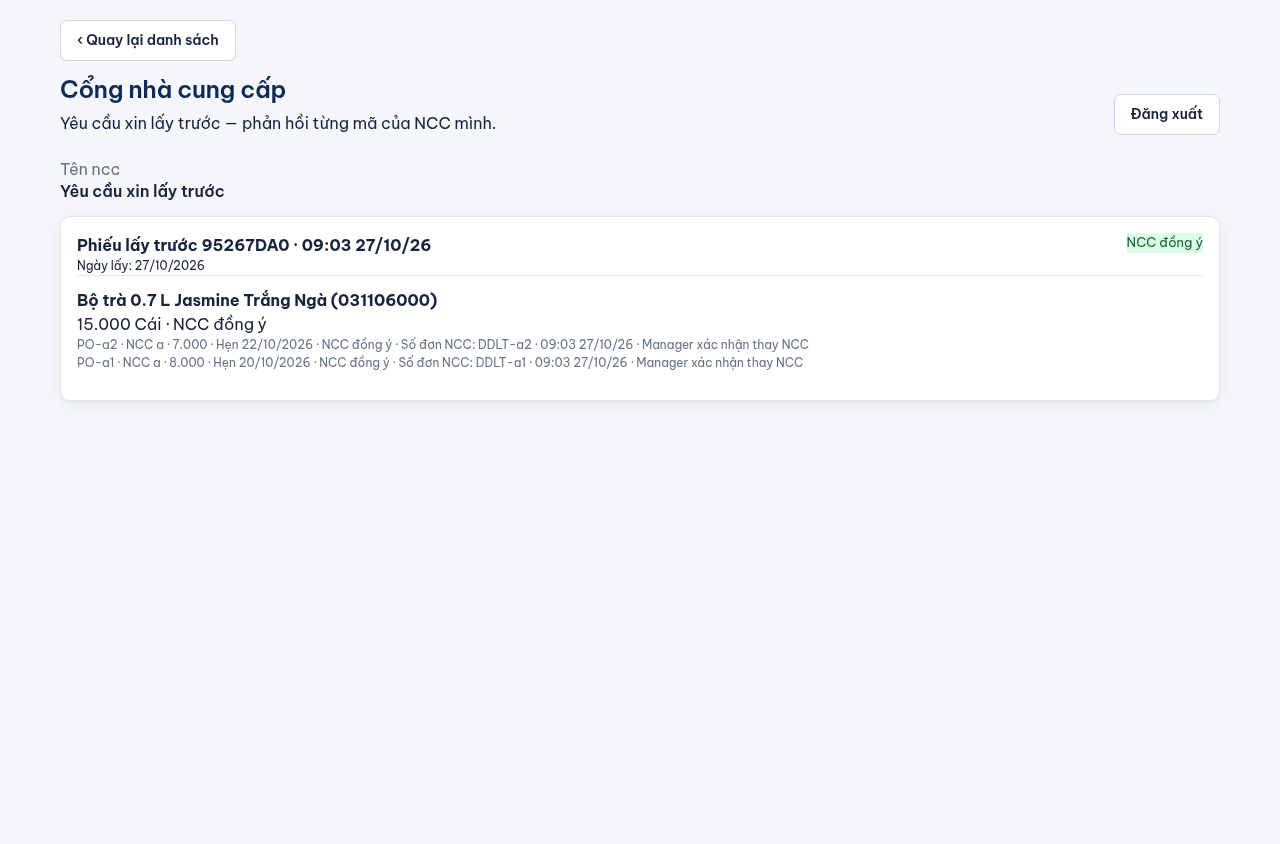 ‹ Quay lại danh sách
Cổng nhà cung cấp
Yêu cầu xin lấy trước — phản hồi từng mã của NCC mình.
Đăng xuất
Tên ncc
Yêu cầu xin lấy trước
Phiếu lấy trước 95267DA0 · 09:03 27/10/26
NCC đồng ý
Ngày lấy: 27/10/2026
Bộ trà 0.7 L Jasmine Trắng Ngà (031106000)
15.000 Cái · NCC đồng ý
PO-a2 · NCC a · 7.000 · Hẹn 22/10/2026 · NCC đồng ý · Số đơn NCC: DDLT-a2 · 09:03 27/10/26 · Manager xác nhận thay NCC
PO-a1 · NCC a · 8.000 · Hẹn 20/10/2026 · NCC đồng ý · Số đơn NCC: DDLT-a1 · 09:03 27/10/26 · Manager xác nhận thay NCC